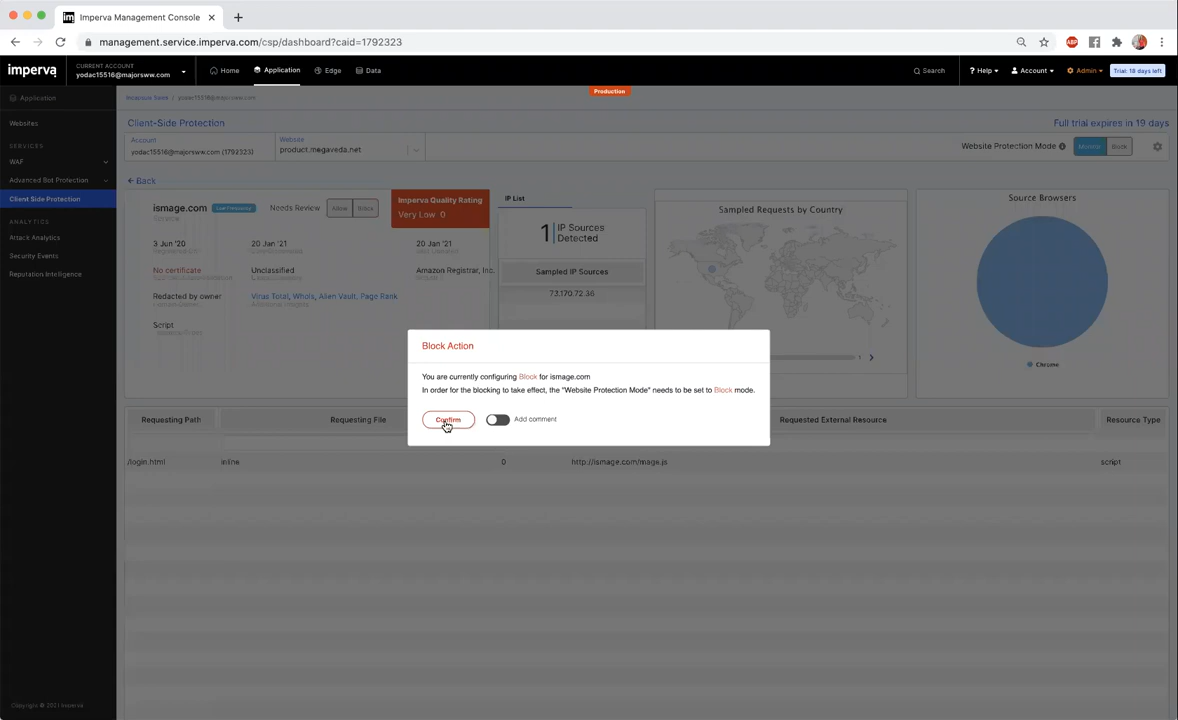 Imperva Management Console
management.service.imperva.com/csp/dashboard?caid=1792323
ABP
imperva
CURRENT ACCOUNT
yodac15516@majorsww.com
Home
Application
Edge
Data
Search
? Help
Account
Admin
Trial: 18 days left
Production
Application
Websites
SERVICES
WAF
Advanced Bot Protection
Client Side Protection
ANALYTICS
Attack Analytics
Security Events
Reputation Intelligence
Copyright © 2021 Imperva
Client-Side Protection
Full trial expires in 19 days
Account
yodac15516@majorsww.com (1792323)
Website
product.megaveda.net
Website Protection Mode
Monitor
Block
Back
ismage.com
Needs Review
Allow
Block
Imperva Quality Rating
Very Low 0
3 Jun '20
20 Jan '21
20 Jan '21
No certificate
Unclassified
Amazon Registrar, Inc.
Redacted by owner
Virus Total, Whois, Alien Vault, Page Rank
Script
IP List
1 IP Sources
Detected
Sampled IP Sources
73.170.72.36
Sampled Requests by Country
Source Browsers
Chrome
Block Action
You are currently configuring Block for ismage.com
In order for the blocking to take effect, the "Website Protection Mode" needs to be set to Block mode.
Confirm
Add comment
Requesting Path
Requesting File
Requested External Resource
Resource Type
/login.html
inline
0
http://ismage.com/mage.js
script